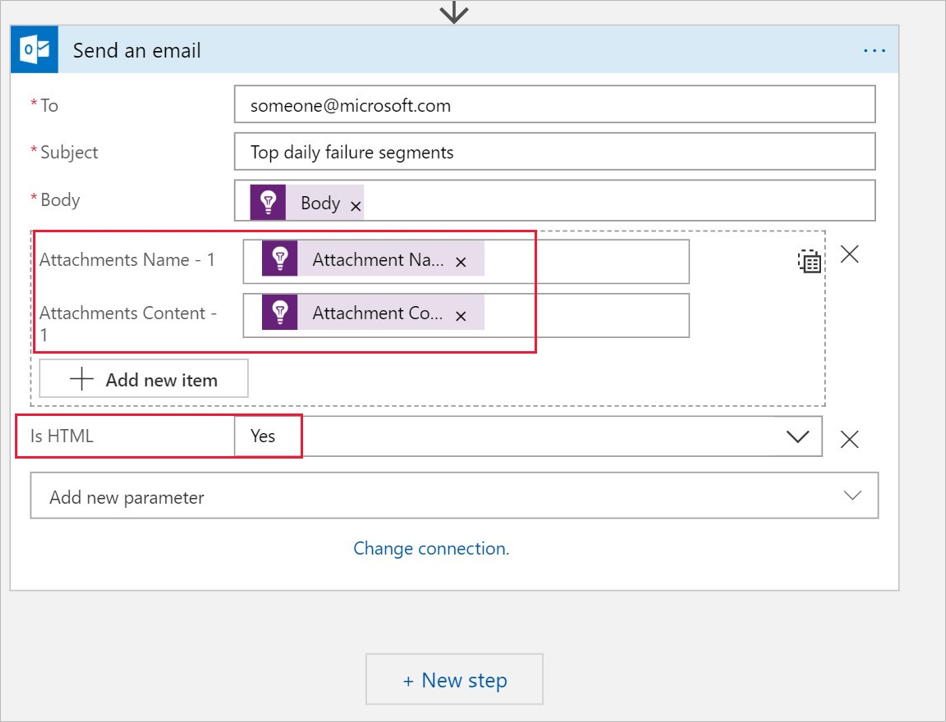 Send an email
* To
someone@microsoft.com
* Subject
Top daily failure segments
* Body
Body ×
Attachments Name - 1
Attachment Na... ×
Attachments Content -
1
Attachment Co... ×
Add new item
Is HTML
Yes
Add new parameter
Change connection.
+ New step